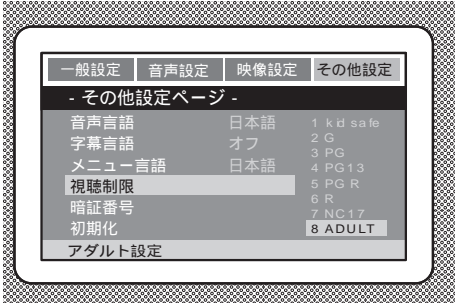 一般設定 音声設定 映像設定 その他設定
- その他設定ページ -
音声言語 日本語
字幕言語 オフ
メニュー言語 日本語
視聴制限
暗証番号
初期化
1 kid safe
2 G
3 PG
4 PG13
5 PG R
6 R
7 NC17
8 ADULT
アダルト設定